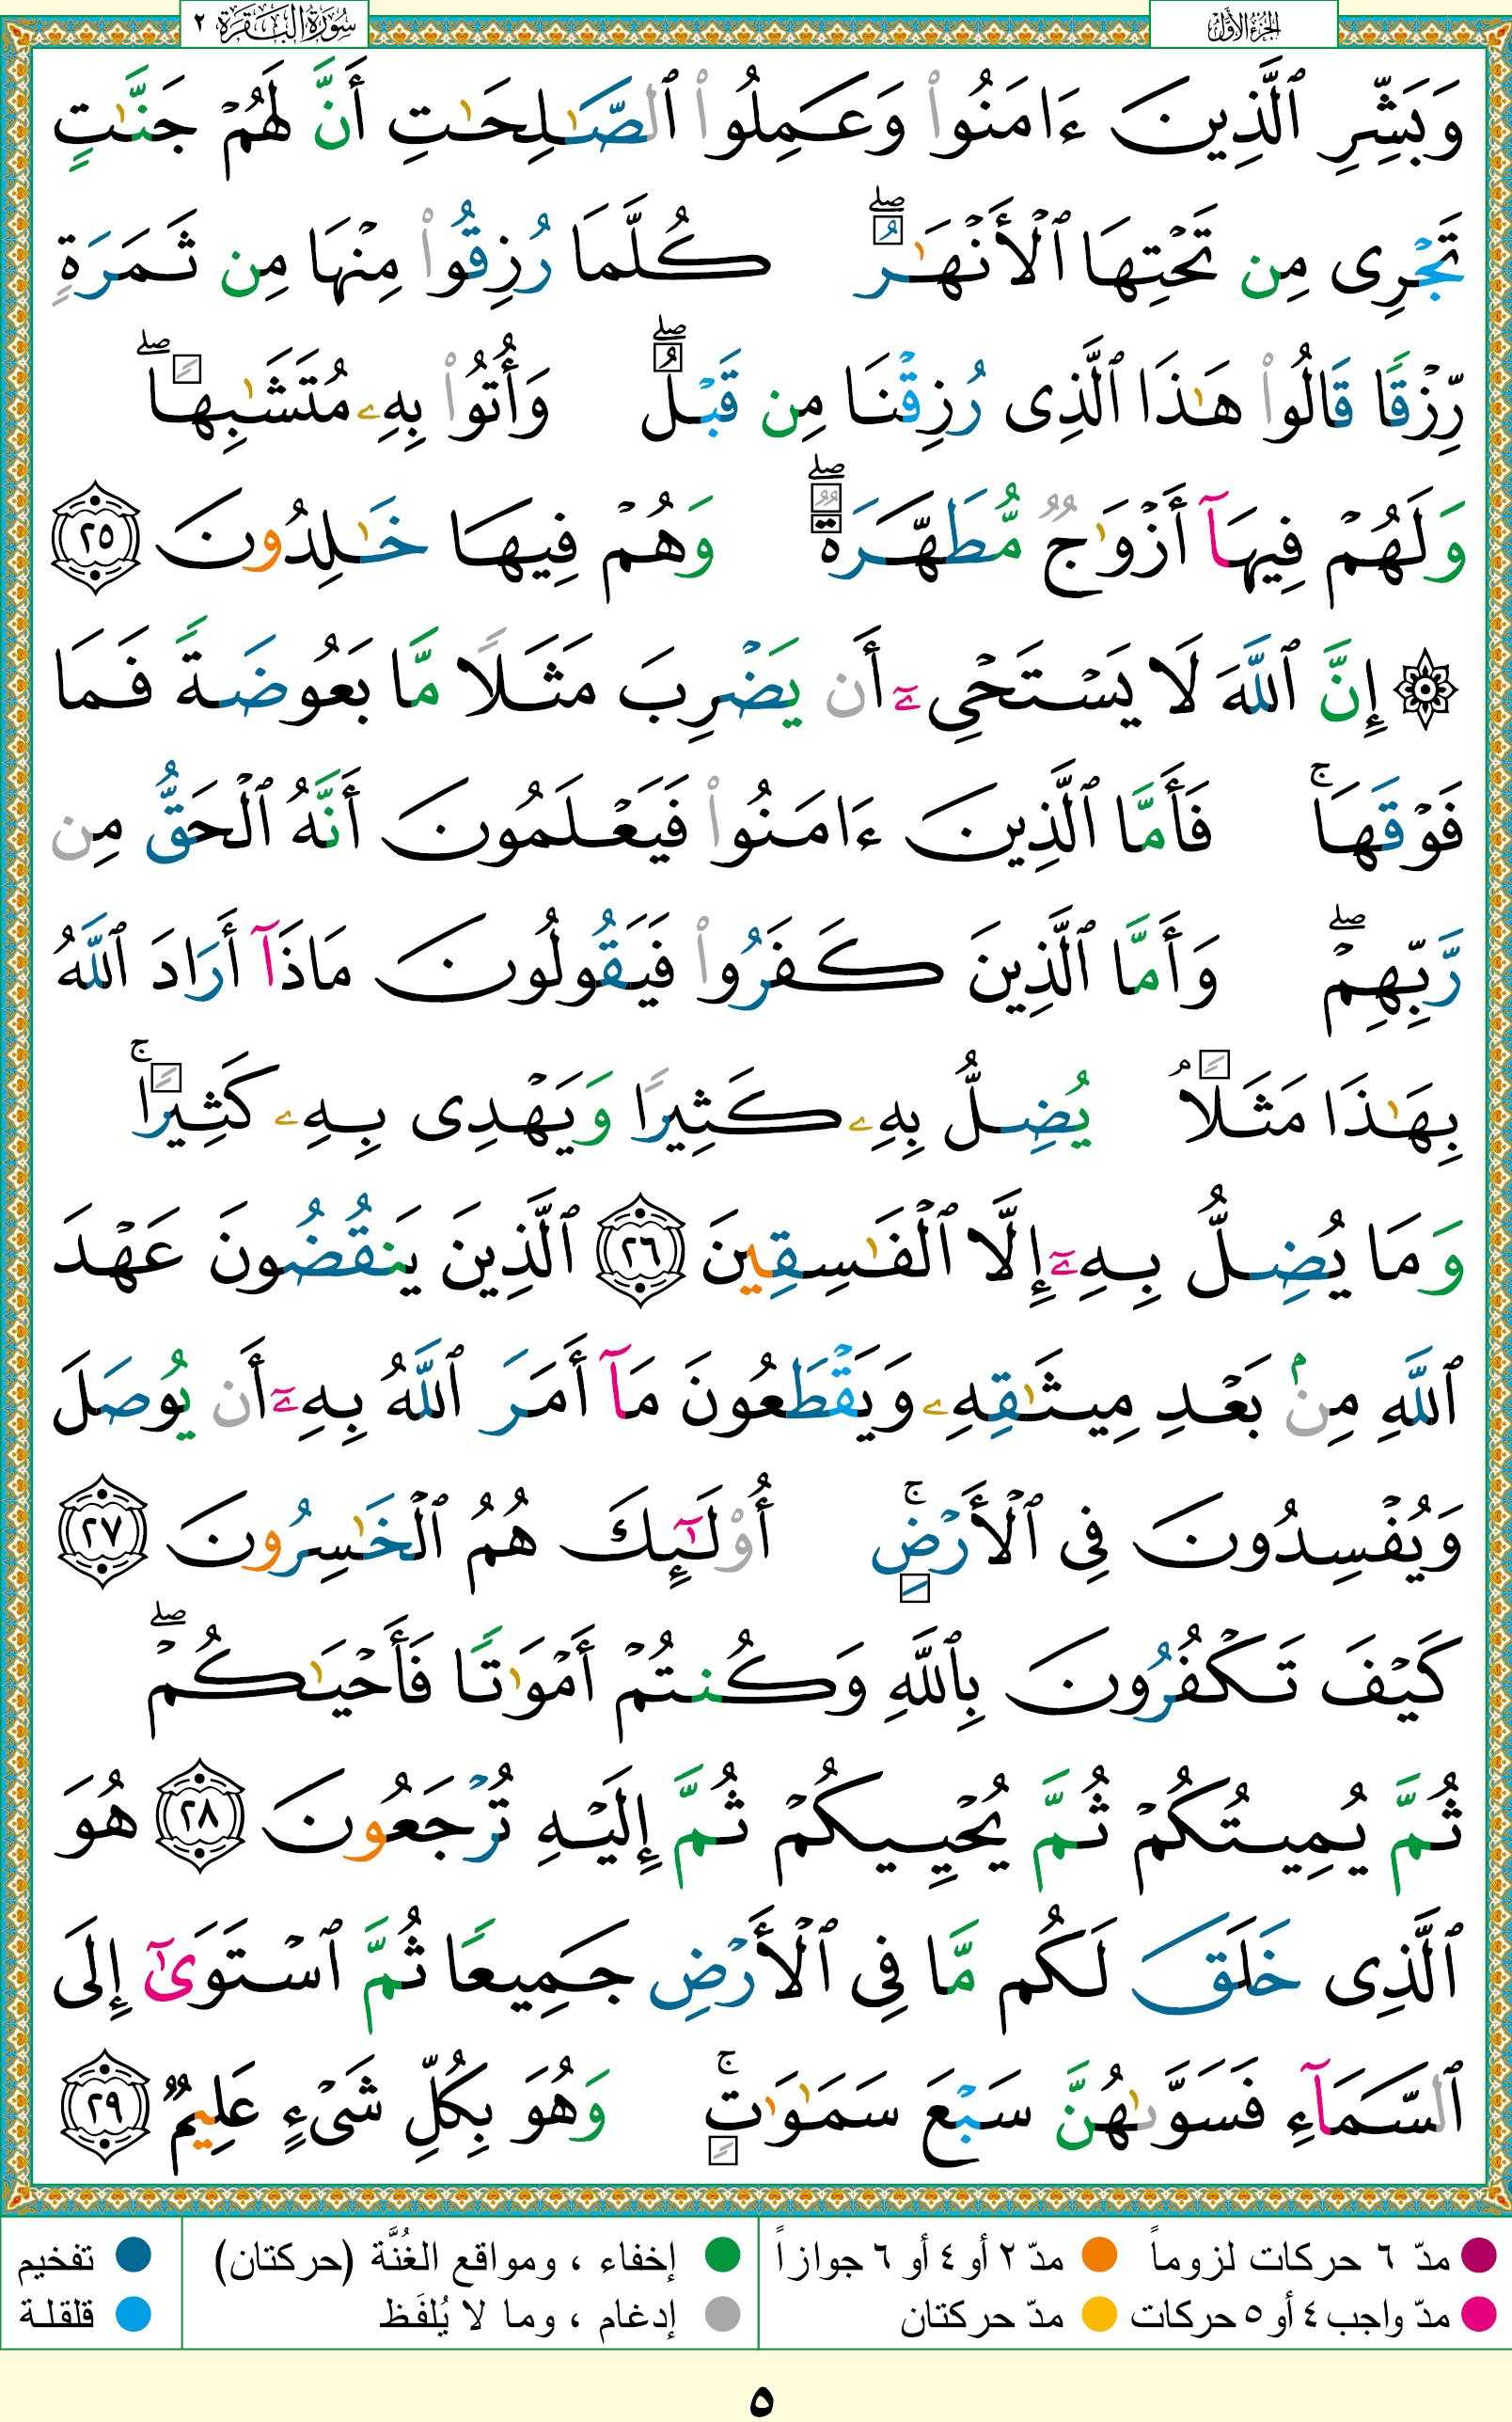 سُورَةُ البَقَرَةِ ٢
الجُزْءُ الأَوَّلُ
وَبَشِّرِ ٱلَّذِينَ ءَامَنُوا۟ وَعَمِلُوا۟ ٱلصَّـٰلِحَـٰتِ أَنَّ لَهُمْ جَنَّـٰتٍ
تَجْرِى مِن تَحْتِهَا ٱلْأَنْهَـٰرُ ۖ كُلَّمَا رُزِقُوا۟ مِنْهَا مِن ثَمَرَةٍ
رِّزْقًا قَالُوا۟ هَـٰذَا ٱلَّذِى رُزِقْنَا مِن قَبْلُ ۖ وَأُتُوا۟ بِهِۦ مُتَشَـٰبِهًا ۖ
وَلَهُمْ فِيهَآ أَزْوَٰجٌ مُّطَهَّرَةٌ ۖ وَهُمْ فِيهَا خَـٰلِدُونَ ٢٥
۞ إِنَّ ٱللَّهَ لَا يَسْتَحْىِۦٓ أَن يَضْرِبَ مَثَلًا مَّا بَعُوضَةً فَمَا
فَوْقَهَا ۚ فَأَمَّا ٱلَّذِينَ ءَامَنُوا۟ فَيَعْلَمُونَ أَنَّهُ ٱلْحَقُّ مِن
رَّبِّهِمْ ۖ وَأَمَّا ٱلَّذِينَ كَفَرُوا۟ فَيَقُولُونَ مَاذَآ أَرَادَ ٱللَّهُ
بِهَـٰذَا مَثَلًا ۘ يُضِلُّ بِهِۦ كَثِيرًا وَيَهْدِى بِهِۦ كَثِيرًا ۚ
وَمَا يُضِلُّ بِهِۦٓ إِلَّا ٱلْفَـٰسِقِينَ ٢٦ ٱلَّذِينَ يَنقُضُونَ عَهْدَ
ٱللَّهِ مِنۢ بَعْدِ مِيثَـٰقِهِۦ وَيَقْطَعُونَ مَآ أَمَرَ ٱللَّهُ بِهِۦٓ أَن يُوصَلَ
وَيُفْسِدُونَ فِى ٱلْأَرْضِ ۚ أُو۟لَـٰٓئِكَ هُمُ ٱلْخَـٰسِرُونَ ٢٧
كَيْفَ تَكْفُرُونَ بِٱللَّهِ وَكُنتُمْ أَمْوَٰتًا فَأَحْيَـٰكُمْ ۖ
ثُمَّ يُمِيتُكُمْ ثُمَّ يُحْيِيكُمْ ثُمَّ إِلَيْهِ تُرْجَعُونَ ٢٨ هُوَ
ٱلَّذِى خَلَقَ لَكُم مَّا فِى ٱلْأَرْضِ جَمِيعًا ثُمَّ ٱسْتَوَىٰٓ إِلَى
ٱلسَّمَآءِ فَسَوَّىٰهُنَّ سَبْعَ سَمَـٰوَٰتٍ ۚ وَهُوَ بِكُلِّ شَىْءٍ عَلِيمٌ ٢٩
مدّ ٦ حركات لزوماً مدّ ٢ أو ٤ أو ٦ جوازاً إخفاء ، ومواقع الغُنَّة (حركتان) تفخيم
مدّ واجب ٤ أو ٥ حركات مدّ حركتان إدغام ، وما لا يُلفَظ قلقلة
٥